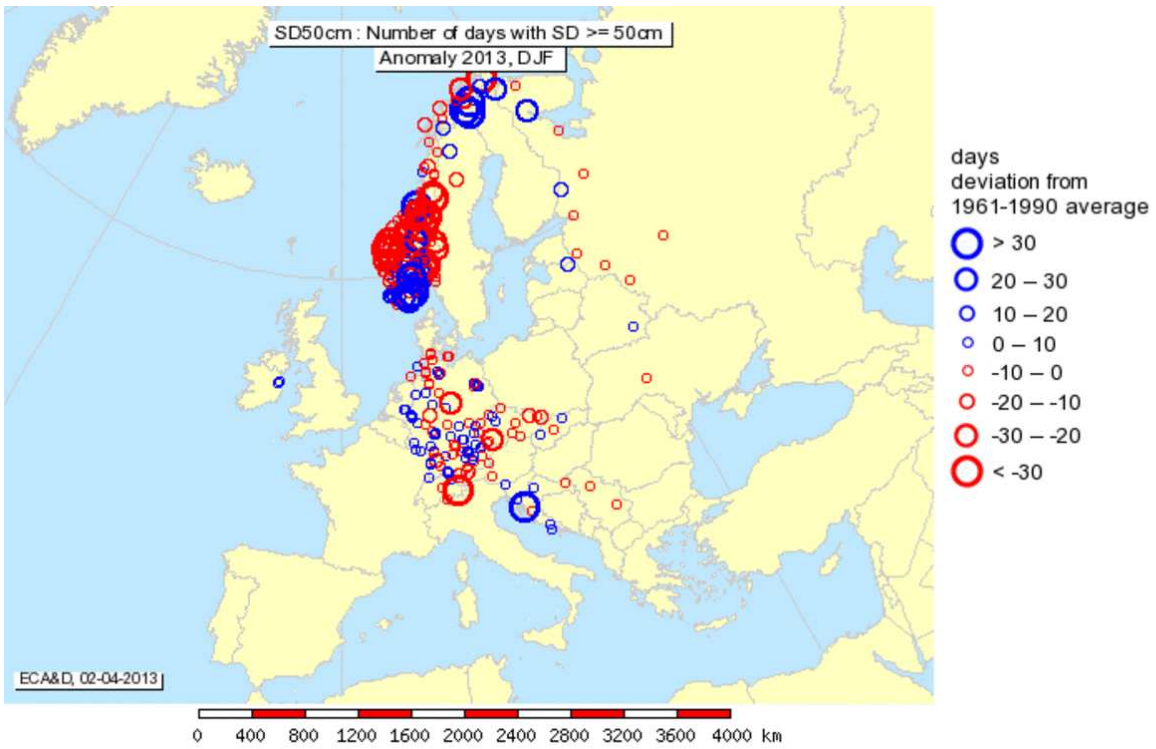 SD50cm : Number of days with SD >= 50cm
Anomaly 2013, DJF
days
deviation from
1961-1990 average
> 30
20 – 30
10 – 20
0 – 10
-10 – 0
-20 – -10
-30 – -20
< -30
ECA&D, 02-04-2013
0 400 800 1200 1600 2000 2400 2800 3200 3600 4000 km